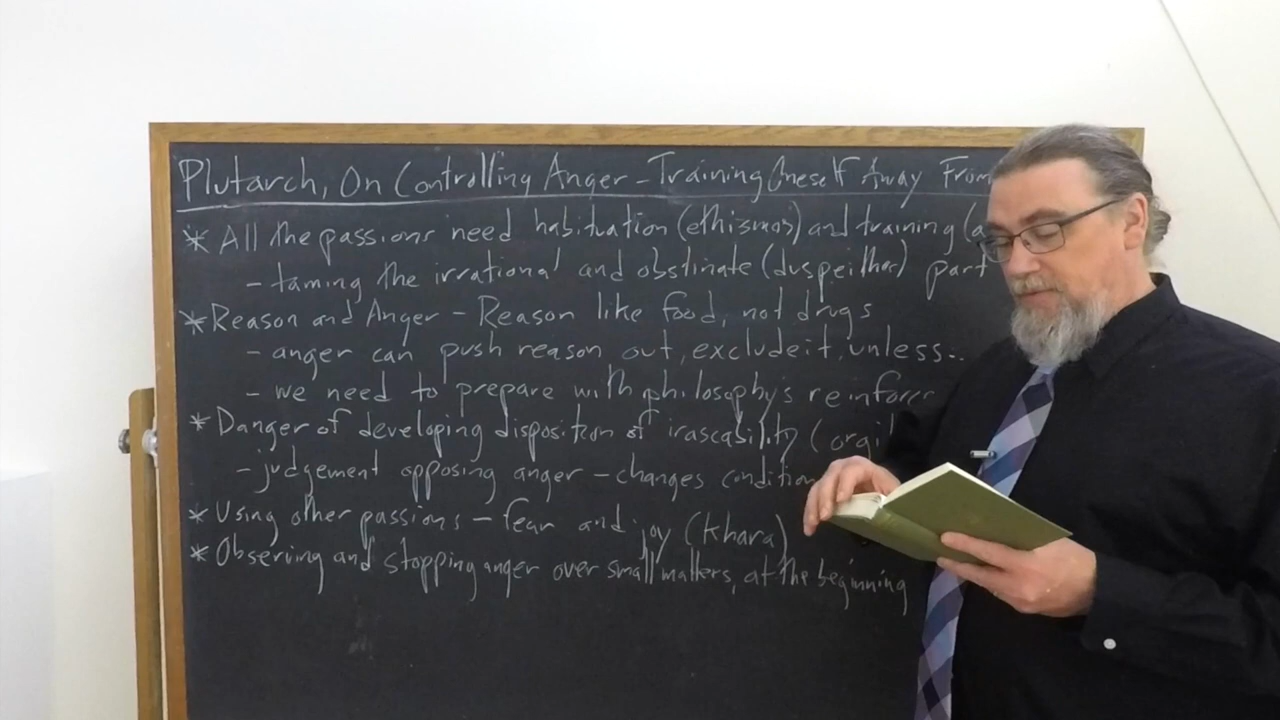 Plutarch, On Controlling Anger - Training Oneself Away From
* All the passions need habituation (ethismos) and training (a
- taming the irrational and obstinate (duspeithes) part
* Reason and Anger - Reason like food, not drugs
- anger can push reason out, exclude it, unless..
- we need to prepare with philosophy's reinforce
* Danger of developing disposition of irascability (orgil
- judgement opposing anger - changes condition
* Using other passions - fear and joy (khara)
* Observing and stopping anger over small matters, at the beginning